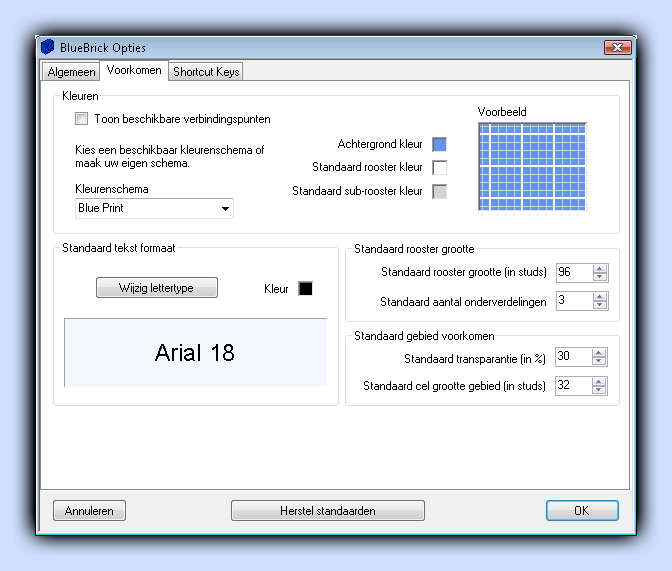 BlueBrick Opties
Algemeen
Voorkomen
Shortcut Keys
Kleuren
Toon beschikbare verbindingspunten
Kies een beschikbaar kleurenschema of
maak uw eigen schema.
Kleurenschema
Blue Print
Achtergrond kleur
Standaard rooster kleur
Standaard sub-rooster kleur
Voorbeeld
Standaard tekst formaat
Wijzig lettertype
Kleur
Arial 18
Standaard rooster grootte
Standaard rooster grootte (in studs) 96
Standaard aantal onderverdelingen 3
Standaard gebied voorkomen
Standaard transparantie (in %) 30
Standaard cel grootte gebied (in studs) 32
Annuleren
Herstel standaarden
OK